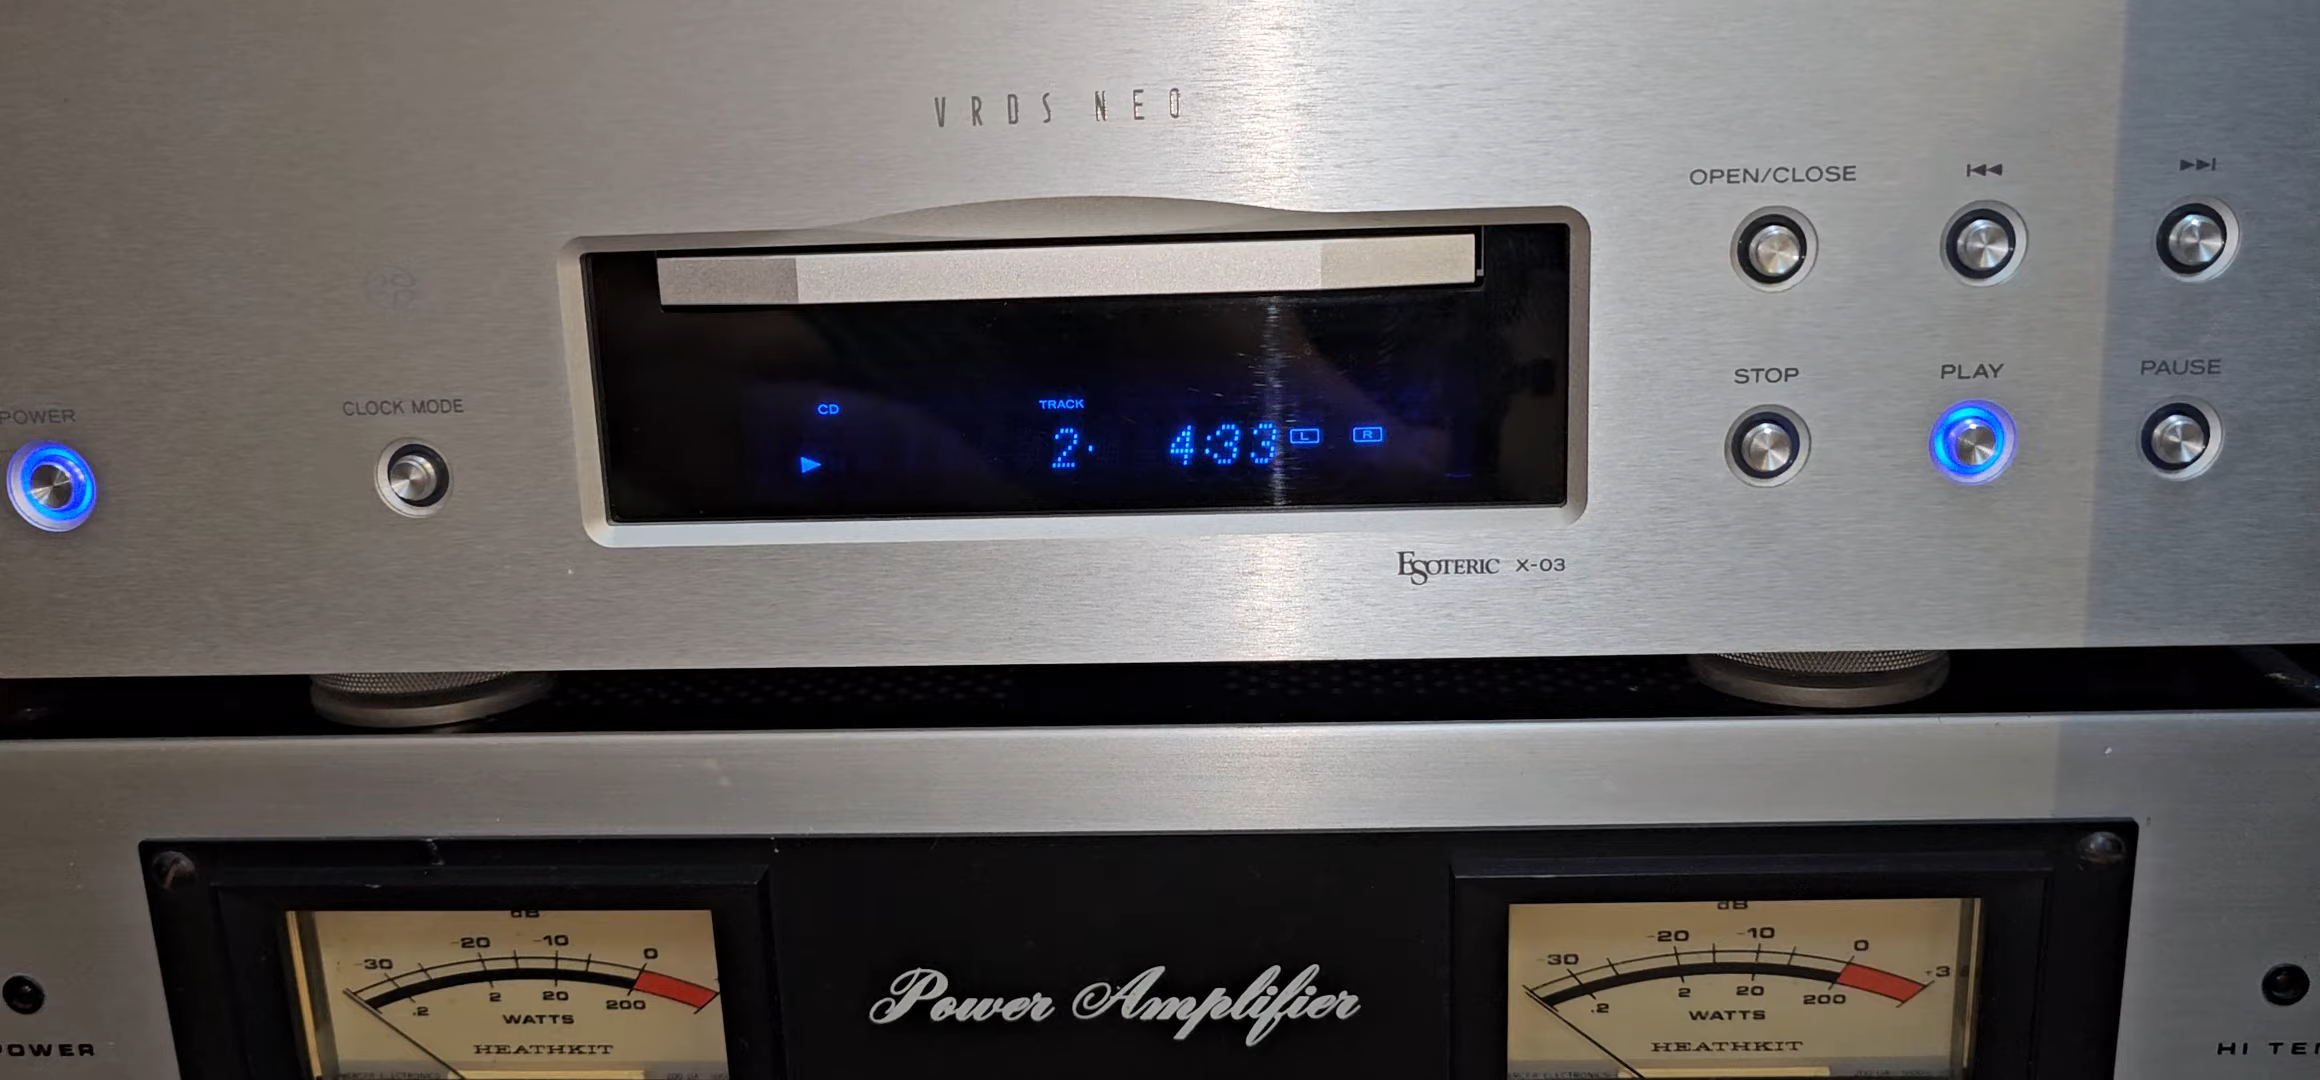 VRDS NEO
OPEN/CLOSE
POWER
CLOCK MODE
STOP
PLAY
PAUSE
CD
TRACK
2
4:33
L
R
ESOTERIC X-03
dB
-30 -20 -10 0
.2 2 20 200
WATTS
HEATHKIT
Power Amplifier
dB
-30 -20 -10 0 +3
.2 2 20 200
WATTS
HEATHKIT
POWER
HI TE